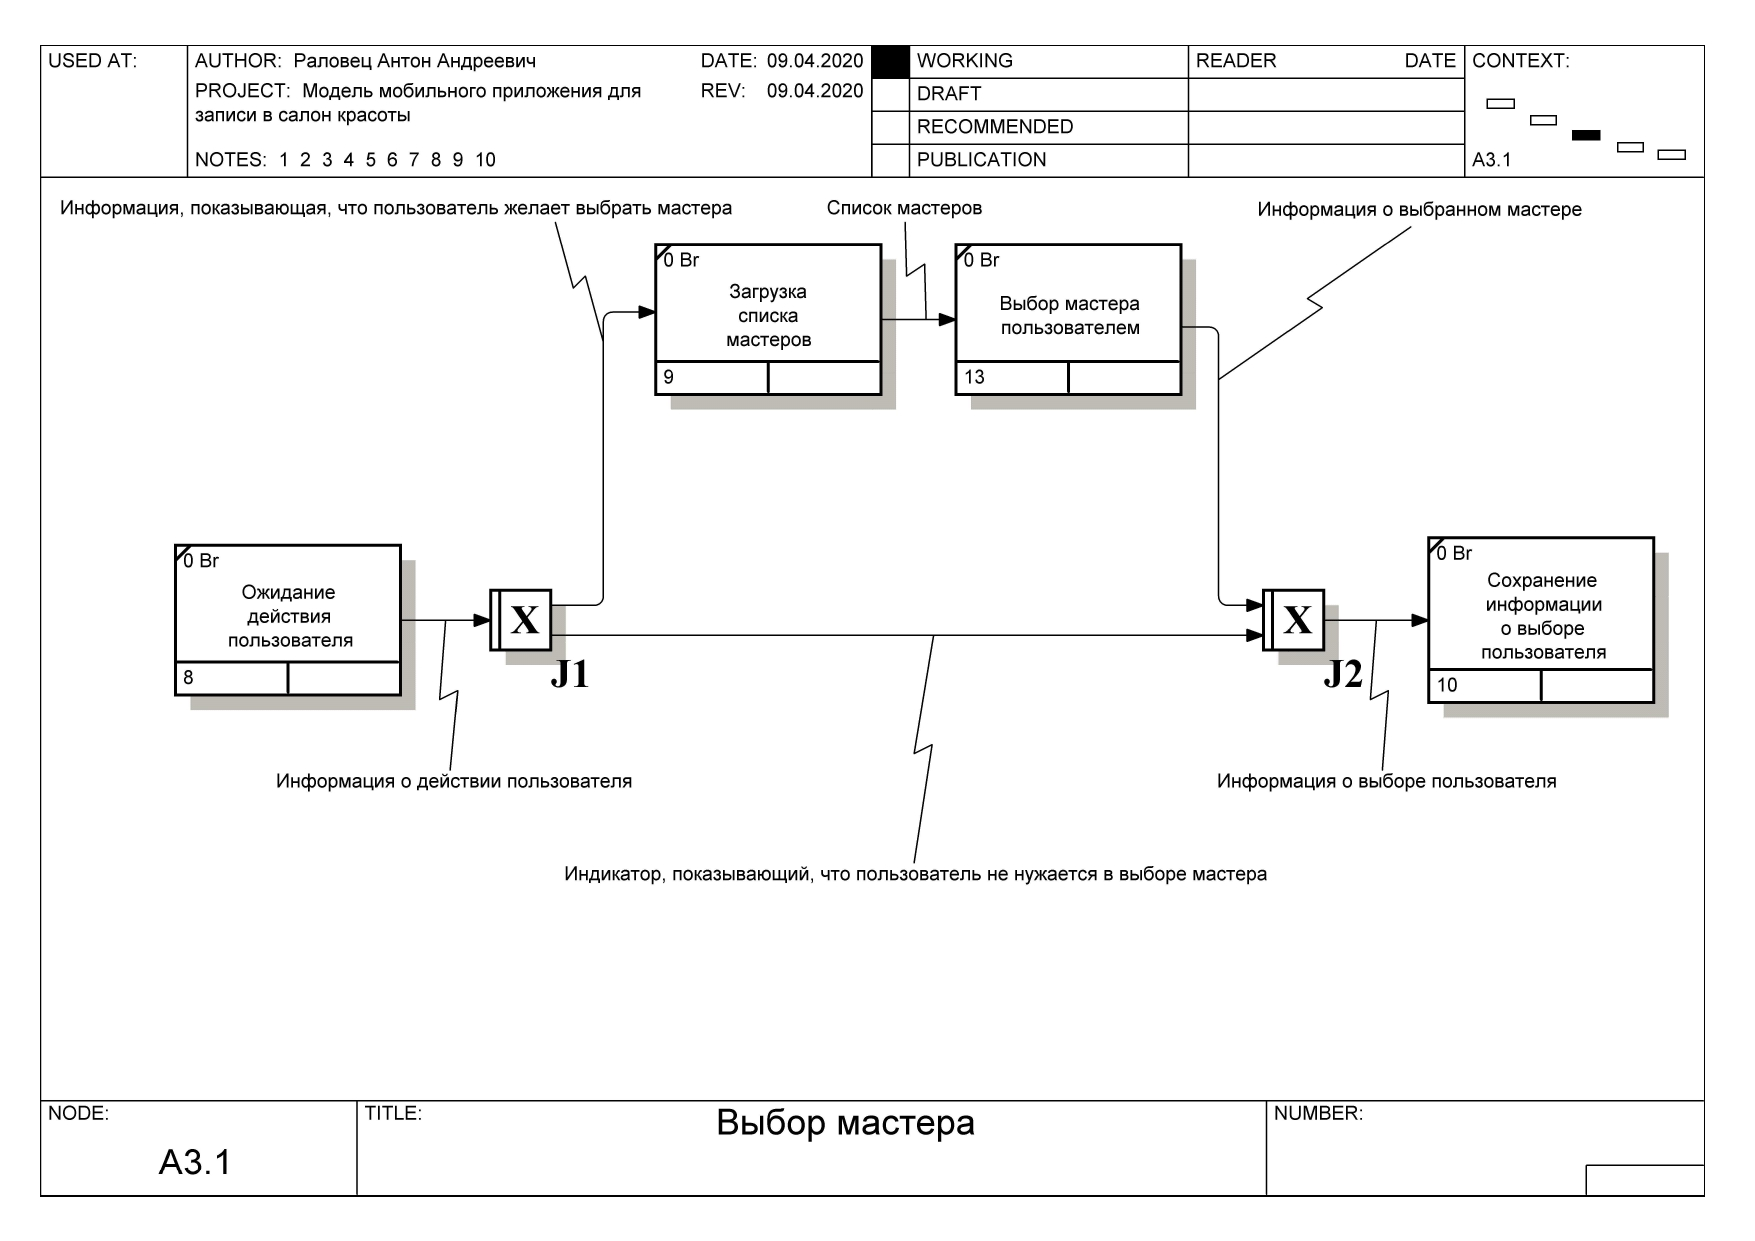 USED AT:
AUTHOR: Раловец Антон Андреевич
DATE: 09.04.2020
PROJECT: Модель мобильного приложения для
записи в салон красоты
REV: 09.04.2020
NOTES: 1 2 3 4 5 6 7 8 9 10
WORKING
DRAFT
RECOMMENDED
PUBLICATION
READER DATE
CONTEXT:
A3.1
Информация, показывающая, что пользователь желает выбрать мастера
Список мастеров
Информация о выбранном мастере
0 Br
Загрузка
списка
мастеров
9
0 Br
Выбор мастера
пользователем
13
0 Br
Ожидание
действия
пользователя
8
X
J1
X
J2
0 Br
Сохранение
информации
о выборе
пользователя
10
Информация о действии пользователя
Информация о выборе пользователя
Индикатор, показывающий, что пользователь не нужается в выборе мастера
NODE:
A3.1
TITLE:
Выбор мастера
NUMBER: